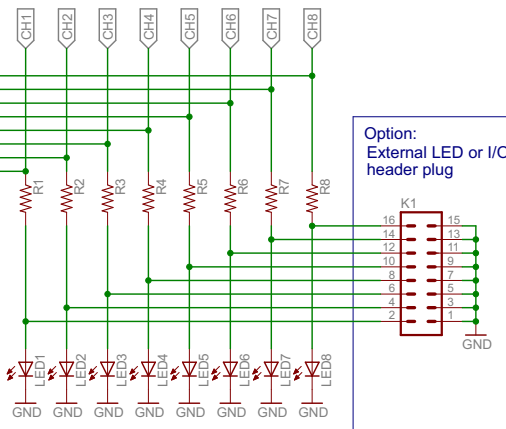 CH1 CH2 CH3 CH4 CH5 CH6 CH7 CH8
Option:
External LED or I/O
header plug
R1 R2 R3 R4 R5 R6 R7 R8
K1
16 15
14 13
12 11
10 9
8 7
6 5
4 3
2 1
GND
LED1 LED2 LED3 LED4 LED5 LED6 LED7 LED8
GND GND GND GND GND GND GND GND